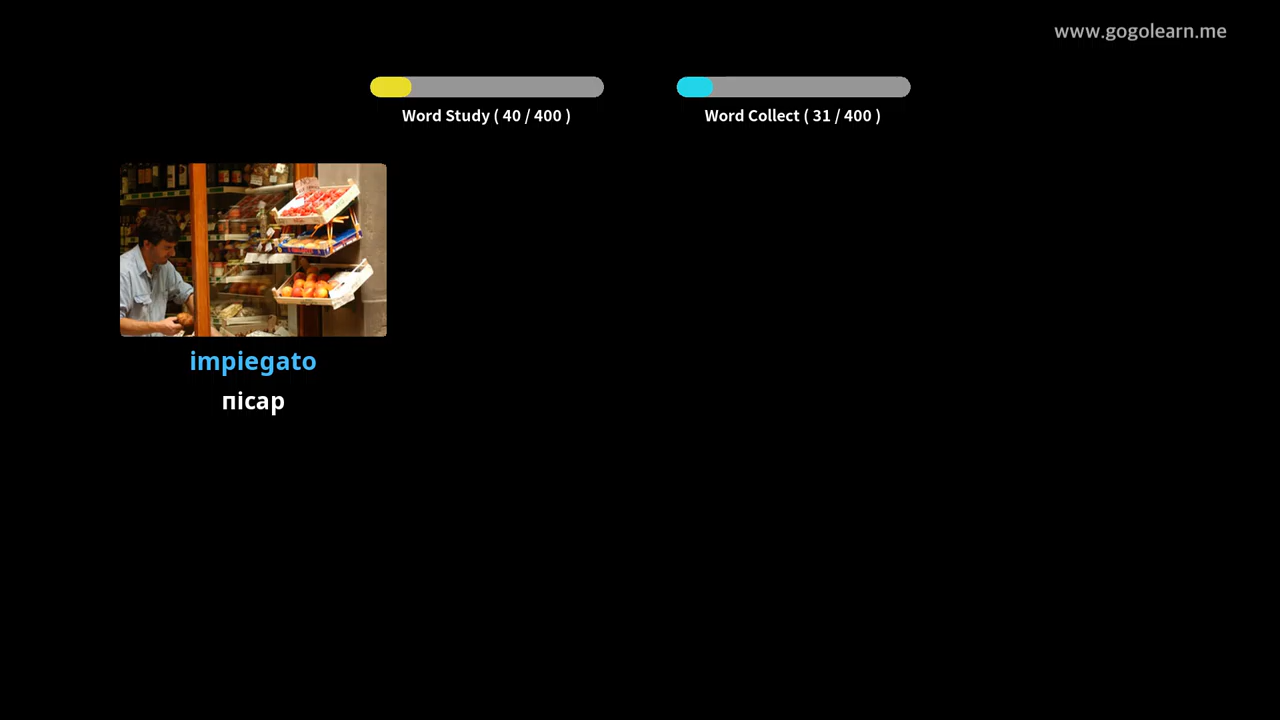 www.gogolearn.me
Word Study ( 40 / 400 )
Word Collect ( 31 / 400 )
impiegato
пісар